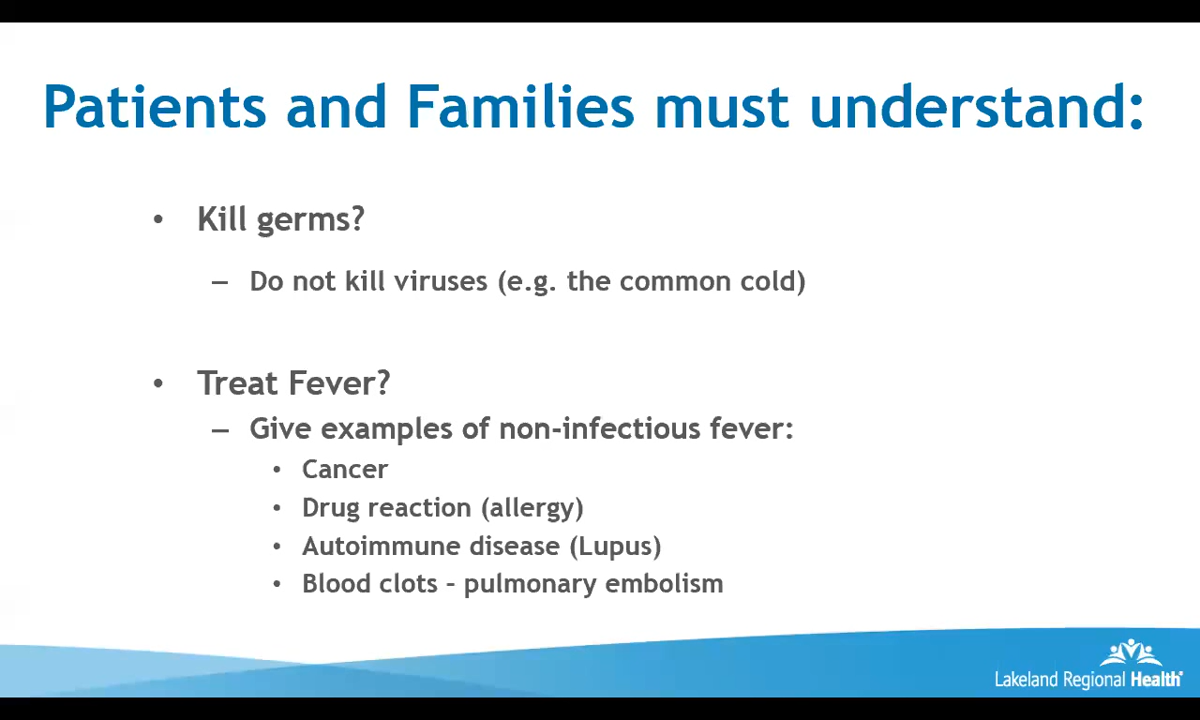 Patients and Families must understand:
• Kill germs?
– Do not kill viruses (e.g. the common cold)
• Treat Fever?
– Give examples of non-infectious fever:
• Cancer
• Drug reaction (allergy)
• Autoimmune disease (Lupus)
• Blood clots – pulmonary embolism
Lakeland Regional Health